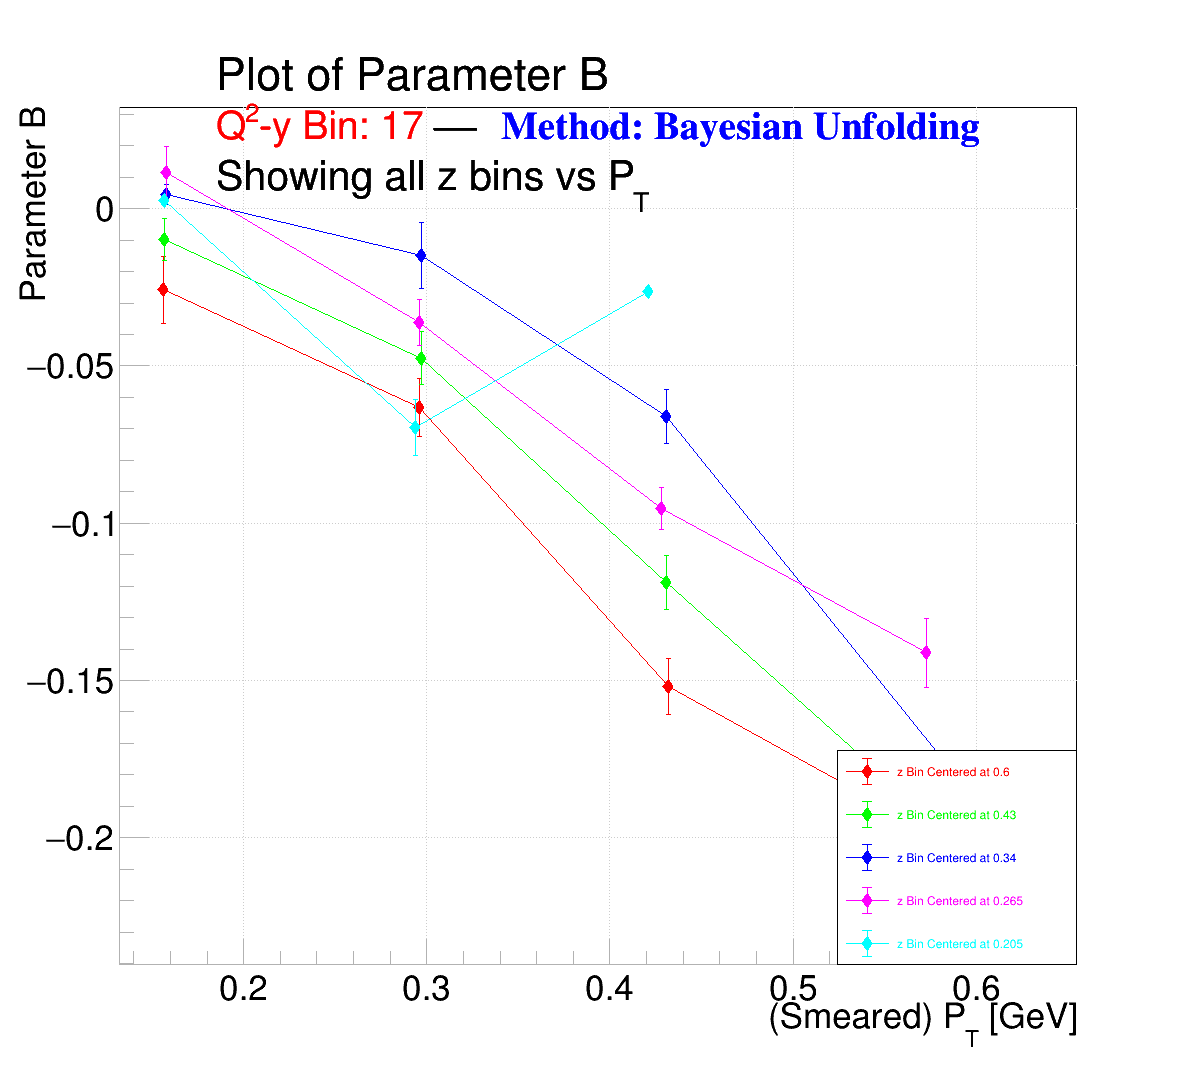 Plot of Parameter B
Q²-y Bin: 17 — Method: Bayesian Unfolding
Showing all z bins vs P_T
Parameter B
0
−0.05
−0.1
−0.15
−0.2
z Bin Centered at 0.6
z Bin Centered at 0.43
z Bin Centered at 0.34
z Bin Centered at 0.265
z Bin Centered at 0.205
0.2 0.3 0.4 0.5 0.6
(Smeared) P_T [GeV]